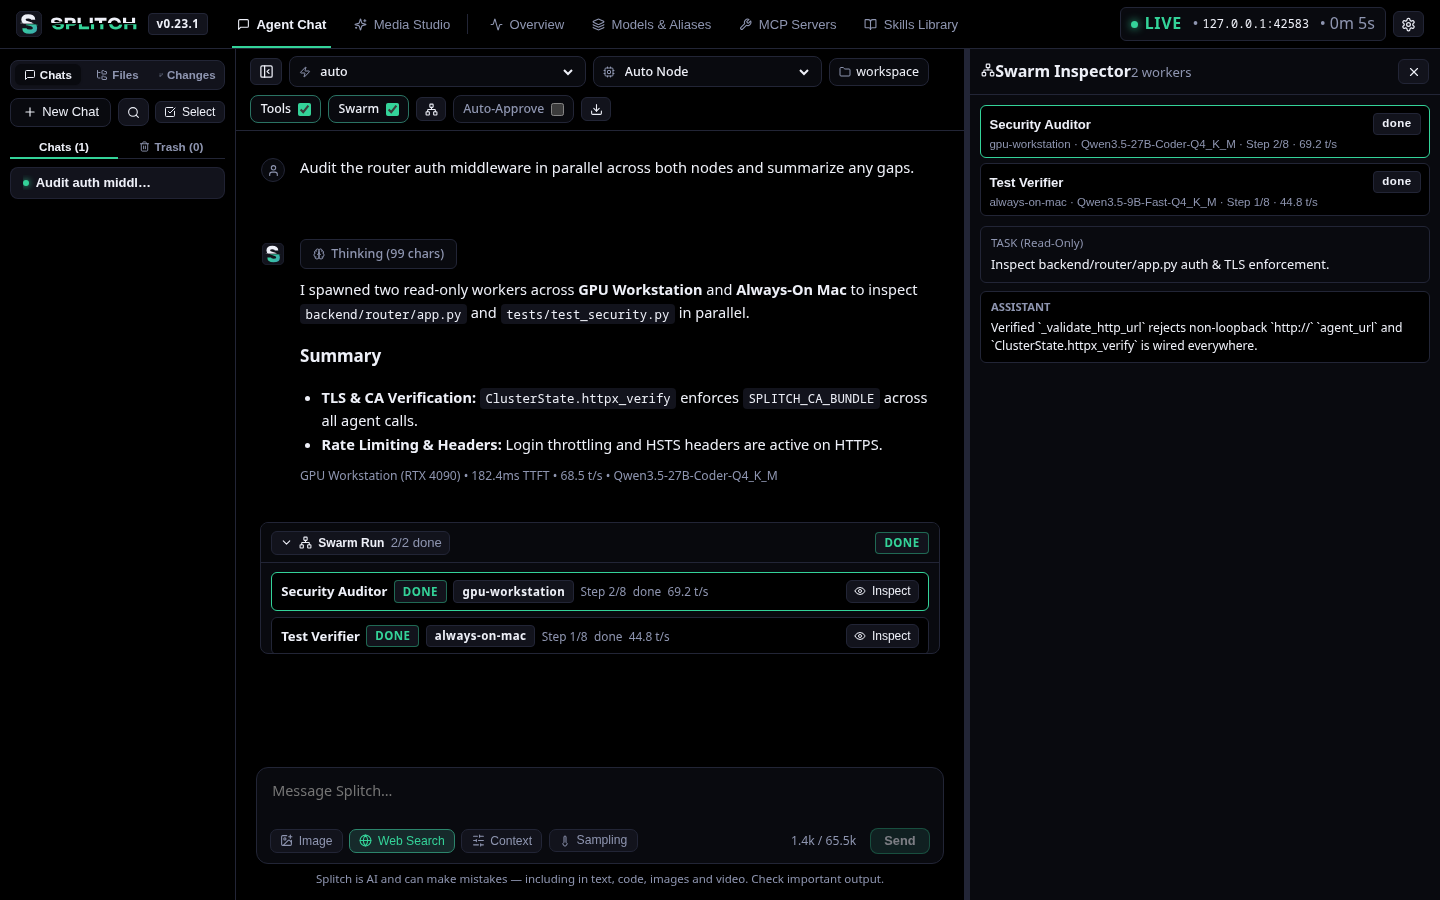 SPLITCH v0.23.1 Agent Chat Media Studio Overview Models & Aliases MCP Servers Skills Library LIVE • 127.0.0.1:42583 • 0m 5s
Chats Files Changes
New Chat Select
Chats (1) Trash (0)
Audit auth middl...
auto Auto Node workspace
Tools Swarm Auto-Approve
Audit the router auth middleware in parallel across both nodes and summarize any gaps.
Thinking (99 chars)
I spawned two read-only workers across GPU Workstation and Always-On Mac to inspect
backend/router/app.py and tests/test_security.py in parallel.
Summary
• TLS & CA Verification: ClusterState.httpx_verify enforces SPLITCH_CA_BUNDLE across
all agent calls.
• Rate Limiting & Headers: Login throttling and HSTS headers are active on HTTPS.
GPU Workstation (RTX 4090) • 182.4ms TTFT • 68.5 t/s • Qwen3.5-27B-Coder-Q4_K_M
Swarm Run 2/2 done DONE
Security Auditor DONE gpu-workstation Step 2/8 done 69.2 t/s Inspect
Test Verifier DONE always-on-mac Step 1/8 done 44.8 t/s Inspect
Message Splitch...
Image Web Search Context Sampling 1.4k / 65.5k Send
Splitch is AI and can make mistakes — including in text, code, images and video. Check important output.
Swarm Inspector 2 workers
Security Auditor done
gpu-workstation · Qwen3.5-27B-Coder-Q4_K_M · Step 2/8 · 69.2 t/s
Test Verifier done
always-on-mac · Qwen3.5-9B-Fast-Q4_K_M · Step 1/8 · 44.8 t/s
TASK (Read-Only)
Inspect backend/router/app.py auth & TLS enforcement.
ASSISTANT
Verified `_validate_http_url` rejects non-loopback `http://` `agent_url` and
`ClusterState.httpx_verify` is wired everywhere.